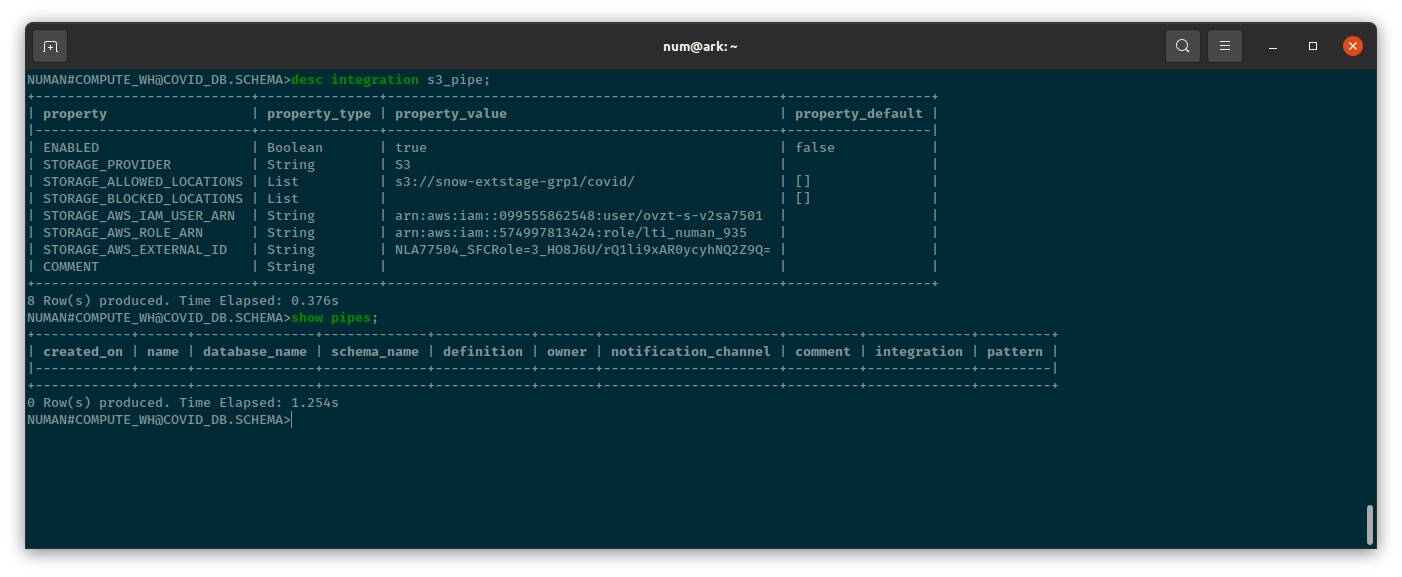 num@ark: ~
NUMAN#COMPUTE_WH@COVID_DB.SCHEMA>desc integration s3_pipe;
+---------------------------+---------------+------------------------------------------------+------------------+
| property                  | property_type | property_value                                 | property_default |
|---------------------------+---------------+------------------------------------------------+------------------|
| ENABLED                   | Boolean       | true                                           | false            |
| STORAGE_PROVIDER          | String        | S3                                             |                  |
| STORAGE_ALLOWED_LOCATIONS | List          | s3://snow-extstage-grp1/covid/                 | []               |
| STORAGE_BLOCKED_LOCATIONS | List          |                                                | []               |
| STORAGE_AWS_IAM_USER_ARN  | String        | arn:aws:iam::099555862548:user/ovzt-s-v2sa7501 |                  |
| STORAGE_AWS_ROLE_ARN      | String        | arn:aws:iam::574997813424:role/lti_numan_935   |                  |
| STORAGE_AWS_EXTERNAL_ID   | String        | NLA77504_SFCRole=3_HO8J6U/rQ1li9xAR0ycyhNQ2Z9Q= |                  |
| COMMENT                   | String        |                                                |                  |
+---------------------------+---------------+------------------------------------------------+------------------+
8 Row(s) produced. Time Elapsed: 0.376s
NUMAN#COMPUTE_WH@COVID_DB.SCHEMA>show pipes;
+------------+------+---------------+-------------+------------+-------+----------------------+---------+-------------+---------+
| created_on | name | database_name | schema_name | definition | owner | notification_channel | comment | integration | pattern |
|------------+------+---------------+-------------+------------+-------+----------------------+---------+-------------+---------|
+------------+------+---------------+-------------+------------+-------+----------------------+---------+-------------+---------+
0 Row(s) produced. Time Elapsed: 1.254s
NUMAN#COMPUTE_WH@COVID_DB.SCHEMA>